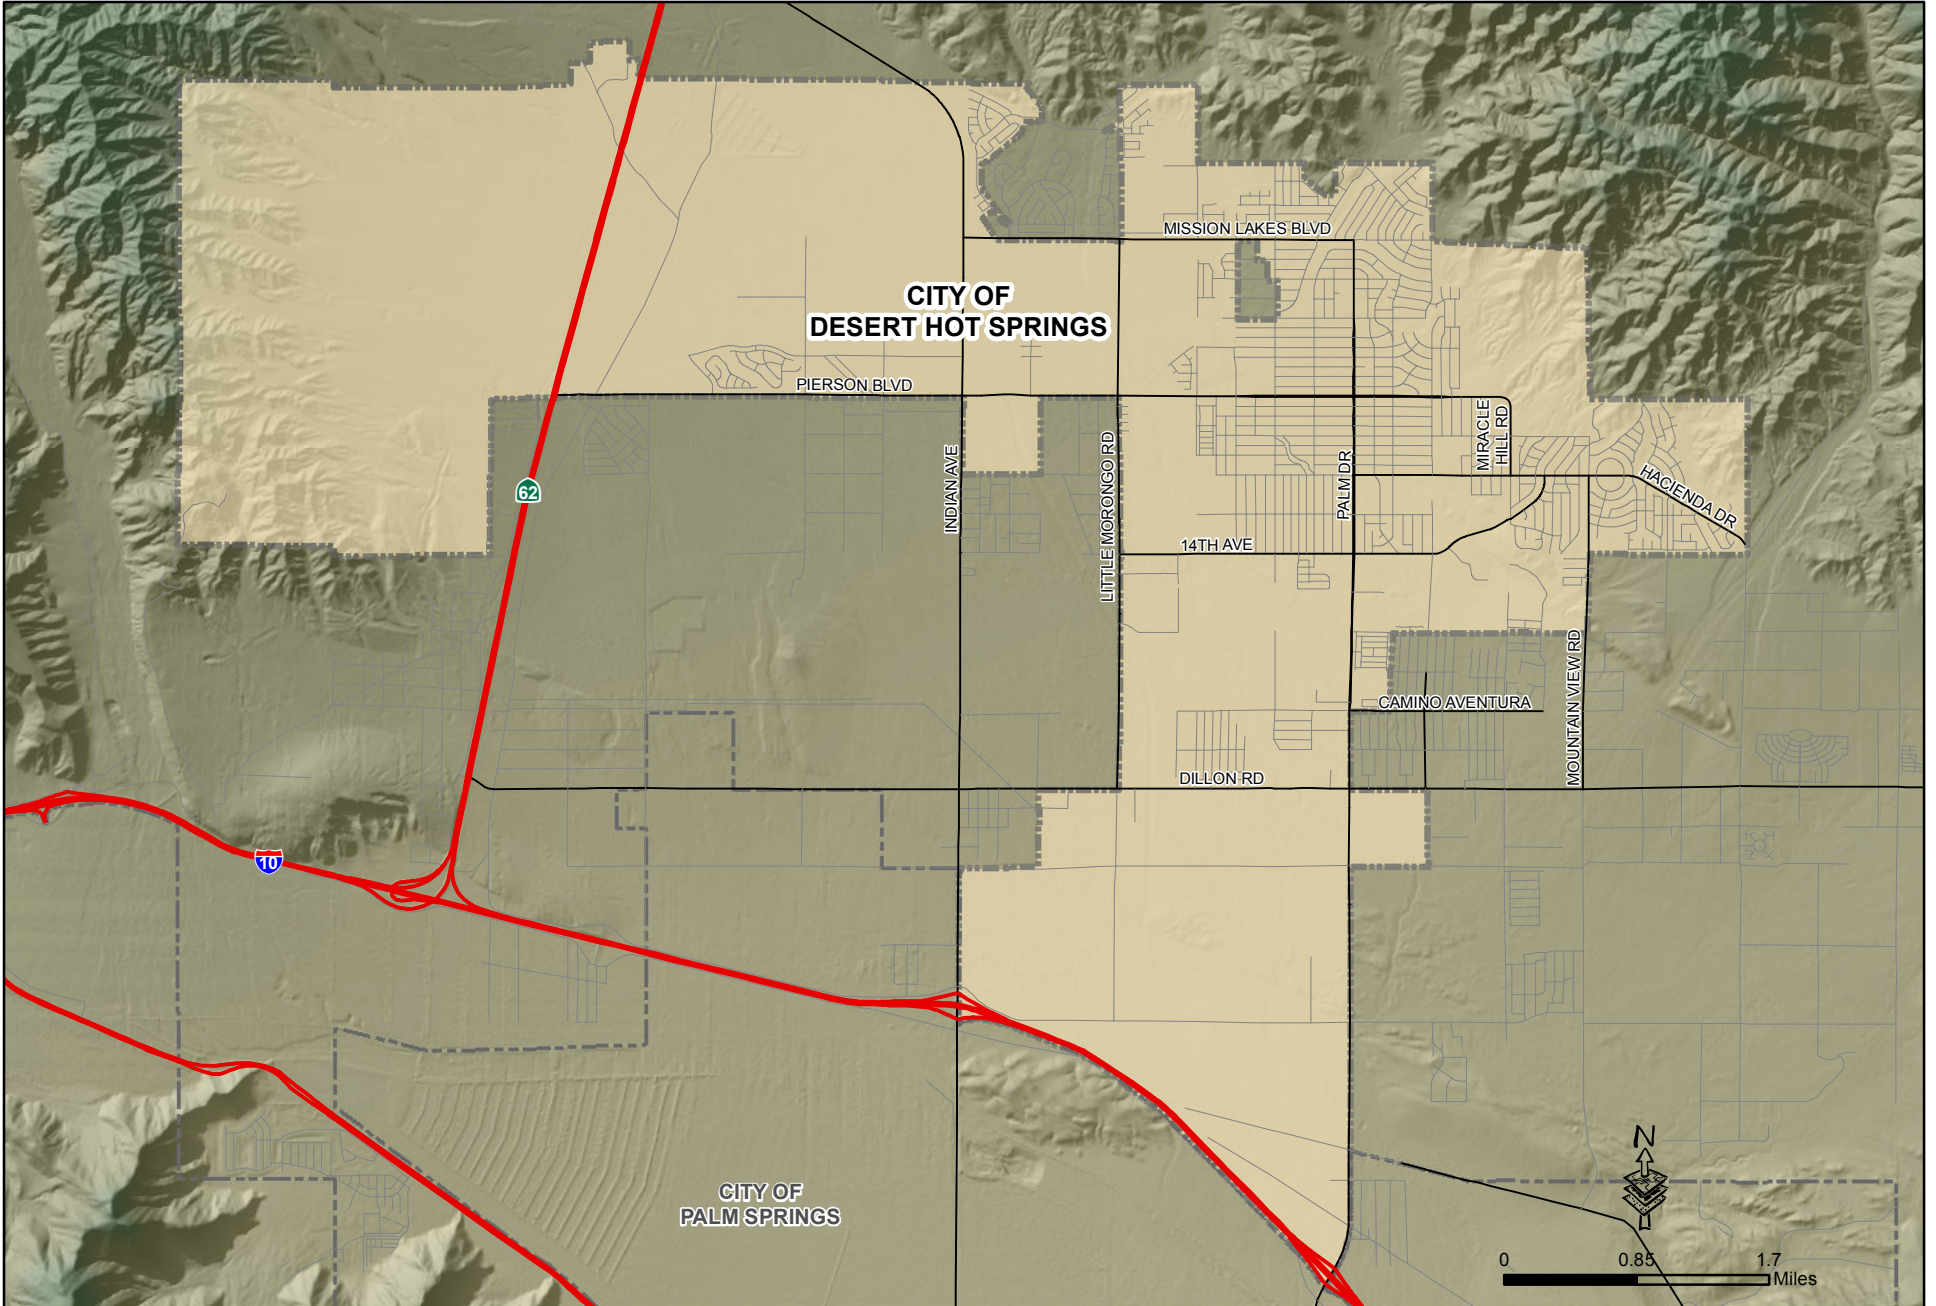 MISSION LAKES BLVD
CITY OF
DESERT HOT SPRINGS
PIERSON BLVD
MIRACLE
HILL RD
INDIAN AVE
LITTLE MORONGO RD
PALM DR
HACIENDA DR
62
14TH AVE
MOUNTAIN VIEW RD
CAMINO AVENTURA
DILLON RD
10
CITY OF
PALM SPRINGS
N
0 0.85 1.7
Miles